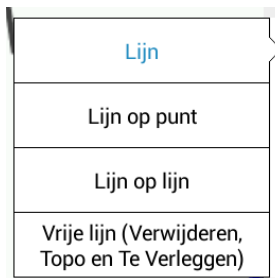 Lijn
Lijn op punt
Lijn op lijn
Vrije lijn (Verwijderen,
Topo en Te Verleggen)